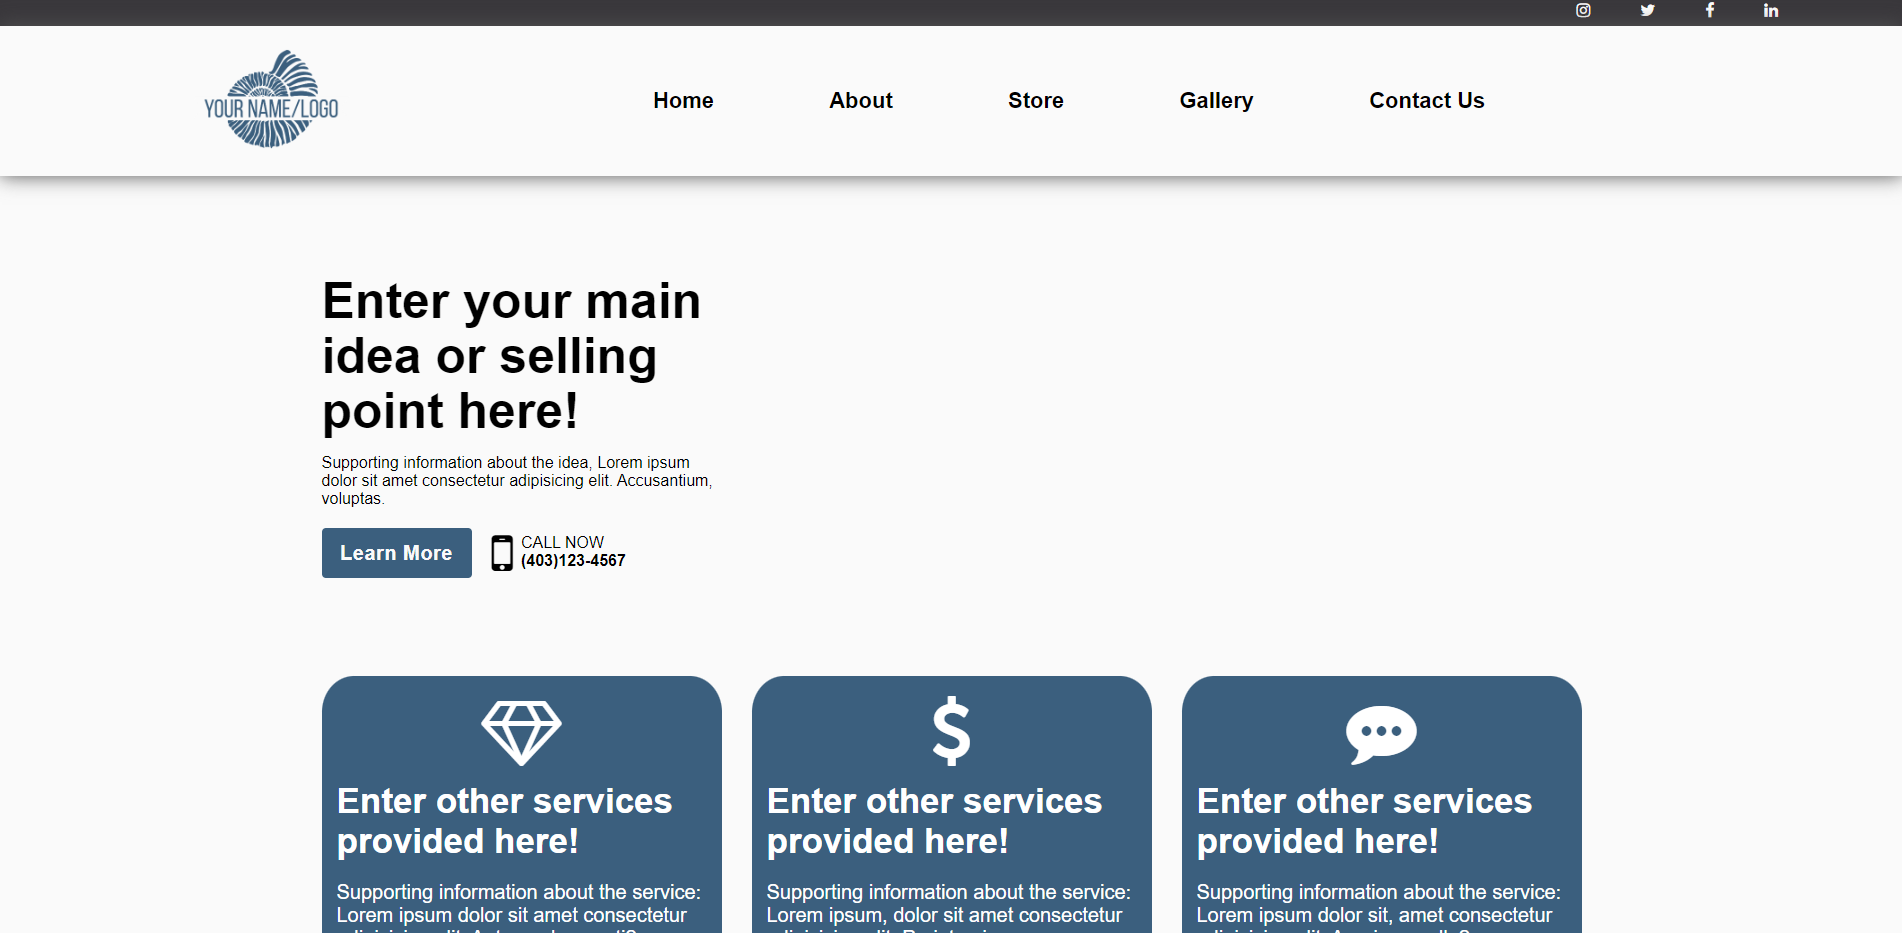 YOUR NAME/LOGO
Home About Store Gallery Contact Us
Enter your main
idea or selling
point here!
Supporting information about the idea, Lorem ipsum
dolor sit amet consectetur adipisicing elit. Accusantium,
voluptas.
Learn More
CALL NOW
(403)123-4567
Enter other services
provided here!
Supporting information about the service:
Lorem ipsum dolor sit amet consectetur
Enter other services
provided here!
Supporting information about the service:
Lorem ipsum, dolor sit amet consectetur
Enter other services
provided here!
Supporting information about the service:
Lorem ipsum dolor sit, amet consectetur